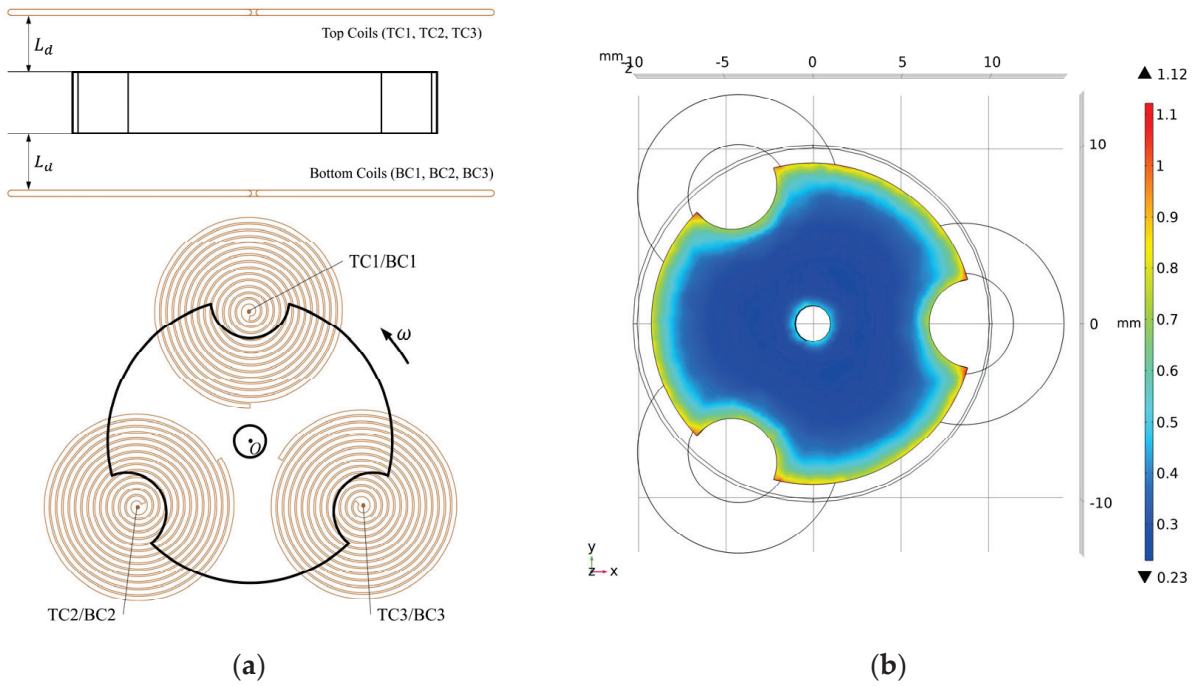 Top Coils (TC1, TC2, TC3)
L_d
L_d
Bottom Coils (BC1, BC2, BC3)
TC1/BC1
ω
O
TC2/BC2
TC3/BC3
(a)
mm
z
-10 -5 0 5 10
10
0 mm
-10
y
z x
▲ 1.12
1.1
1
0.9
0.8
0.7
0.6
0.5
0.4
0.3
▼ 0.23
(b)